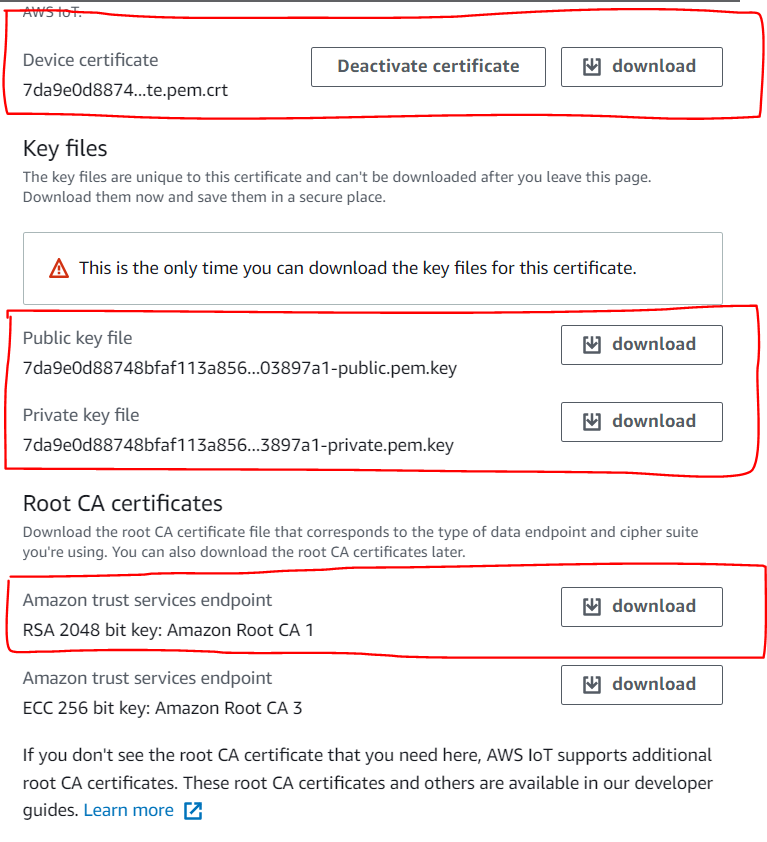 AWS IoT.
Device certificate
Deactivate certificate
download
7da9e0d8874...te.pem.crt
Key files
The key files are unique to this certificate and can't be downloaded after you leave this page.
Download them now and save them in a secure place.
This is the only time you can download the key files for this certificate.
Public key file
download
7da9e0d88748bfaf113a856...03897a1-public.pem.key
Private key file
download
7da9e0d88748bfaf113a856...3897a1-private.pem.key
Root CA certificates
Download the root CA certificate file that corresponds to the type of data endpoint and cipher suite
you're using. You can also download the root CA certificates later.
Amazon trust services endpoint
download
RSA 2048 bit key: Amazon Root CA 1
Amazon trust services endpoint
download
ECC 256 bit key: Amazon Root CA 3
If you don't see the root CA certificate that you need here, AWS IoT supports additional
root CA certificates. These root CA certificates and others are available in our developer
guides. Learn more